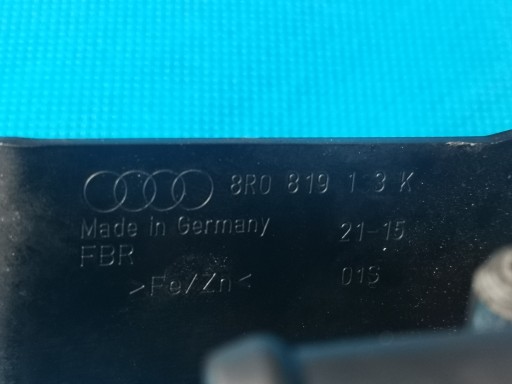 8R0 819 1 3 K
Made in Germany 21-15
FBR
>Fe/Zn< 01S